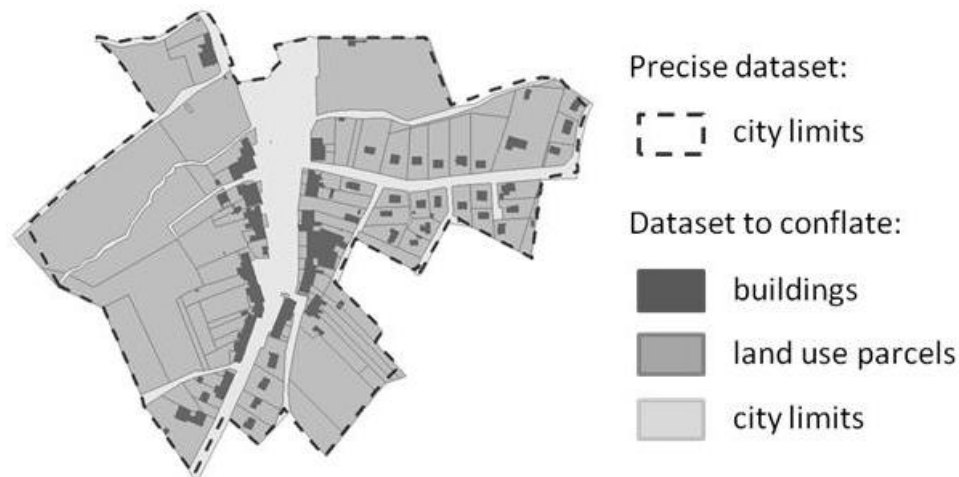 Precise dataset:
city limits
Dataset to conflate:
buildings
land use parcels
city limits